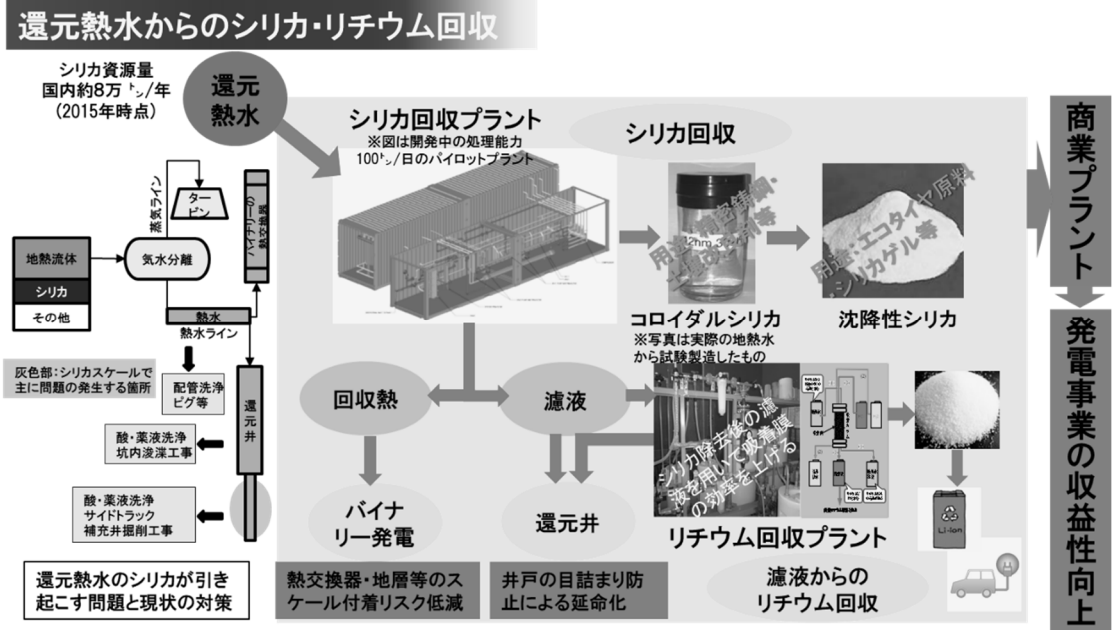 還元熱水からのシリカ・リチウム回収
シリカ資源量
国内約8万㌧/年
(2015年時点)
還元
熱水
シリカ回収プラント
※図は開発中の処理能力
100㌧/日のパイロットプラント
シリカ回収
商業プラント
蒸気ライン
ター
ビン
バイナリーの
熱交換器
地熱流体
シリカ
その他
気水分離
熱水
熱水ライン
用途:精密鋳鋼・
用途:エコタイヤ原料
・シリカゲル等
コロイダルシリカ
※写真は実際の地熱水
から試験製造したもの
沈降性シリカ
灰色部:シリカスケールで
主に問題の発生する箇所
配管洗浄
ピグ等
還元井
酸・薬液洗浄
坑内浚渫工事
酸・薬液洗浄
サイドトラック
補充井掘削工事
還元熱水のシリカが引き
起こす問題と現状の対策
回収熱
濾液
シリカ除去後の濾
液を用いて吸着膜
の効率を上げる
バイナ
リー発電
還元井
リチウム回収プラント
Li-ion
熱交換器・地層等のス
ケール付着リスク低減
井戸の目詰まり防
止による延命化
濾液からの
リチウム回収
発電事業の収益性向上